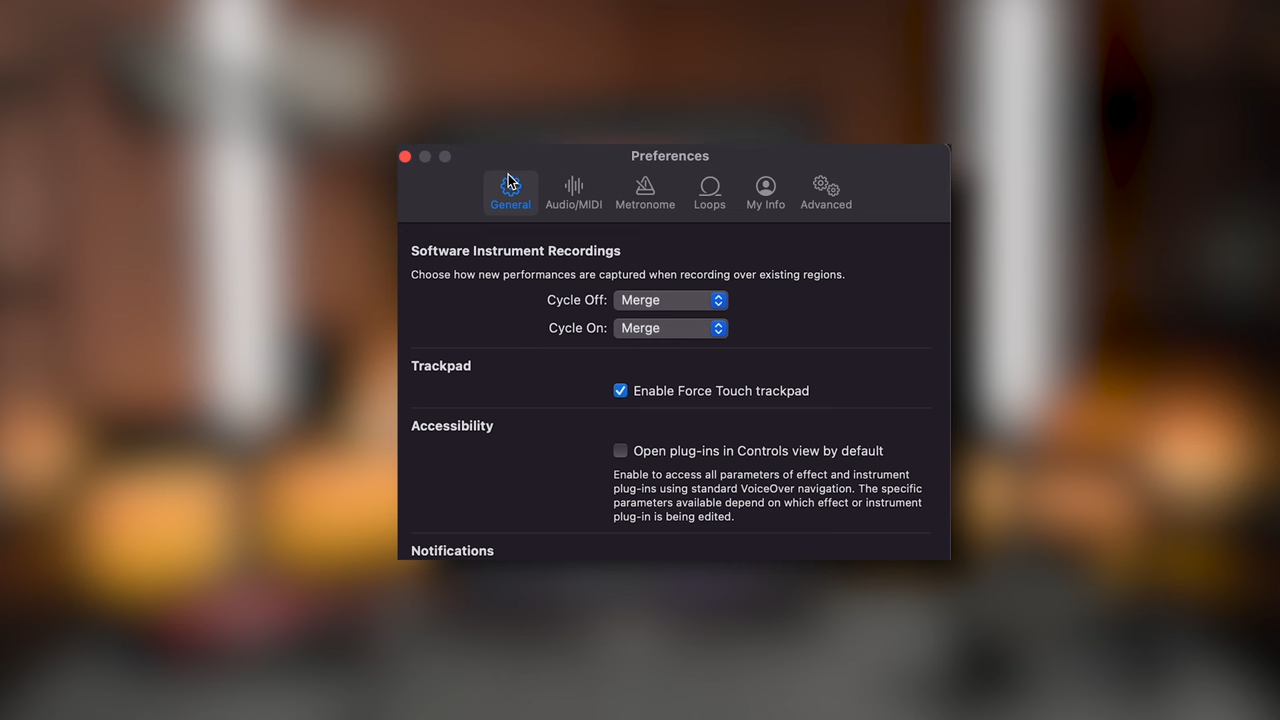 Preferences
General Audio/MIDI Metronome Loops My Info Advanced
Software Instrument Recordings
Choose how new performances are captured when recording over existing regions.
Cycle Off: Merge
Cycle On: Merge
Trackpad
Enable Force Touch trackpad
Accessibility
Open plug-ins in Controls view by default
Enable to access all parameters of effect and instrument
plug-ins using standard VoiceOver navigation. The specific
parameters available depend on which effect or instrument
plug-in is being edited.
Notifications